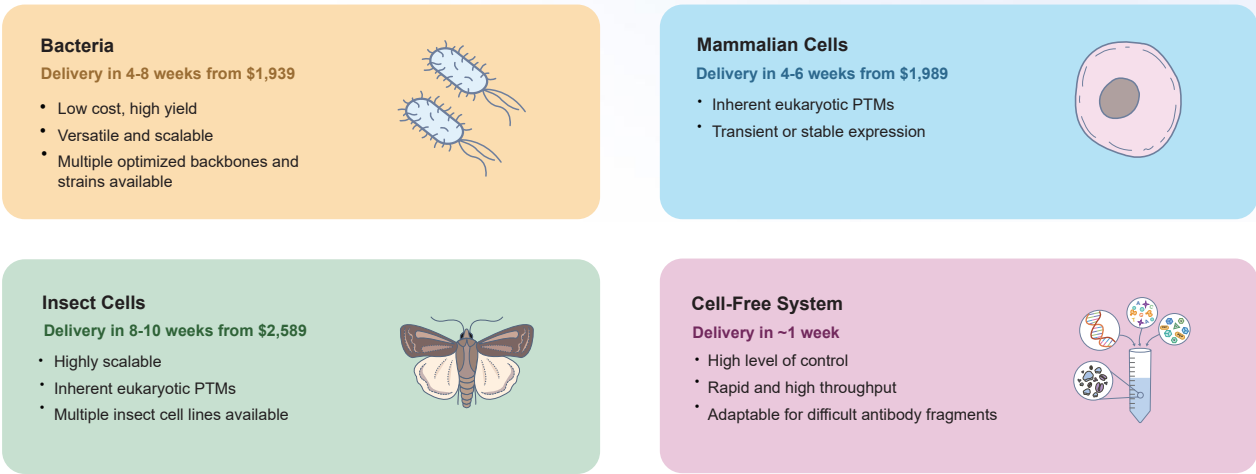 Bacteria
Delivery in 4-8 weeks from $1,939
• Low cost, high yield
• Versatile and scalable
• Multiple optimized backbones and
strains available
Mammalian Cells
Delivery in 4-6 weeks from $1,989
• Inherent eukaryotic PTMs
• Transient or stable expression
Insect Cells
Delivery in 8-10 weeks from $2,589
• Highly scalable
• Inherent eukaryotic PTMs
• Multiple insect cell lines available
Cell-Free System
Delivery in ~1 week
• High level of control
• Rapid and high throughput
• Adaptable for difficult antibody fragments